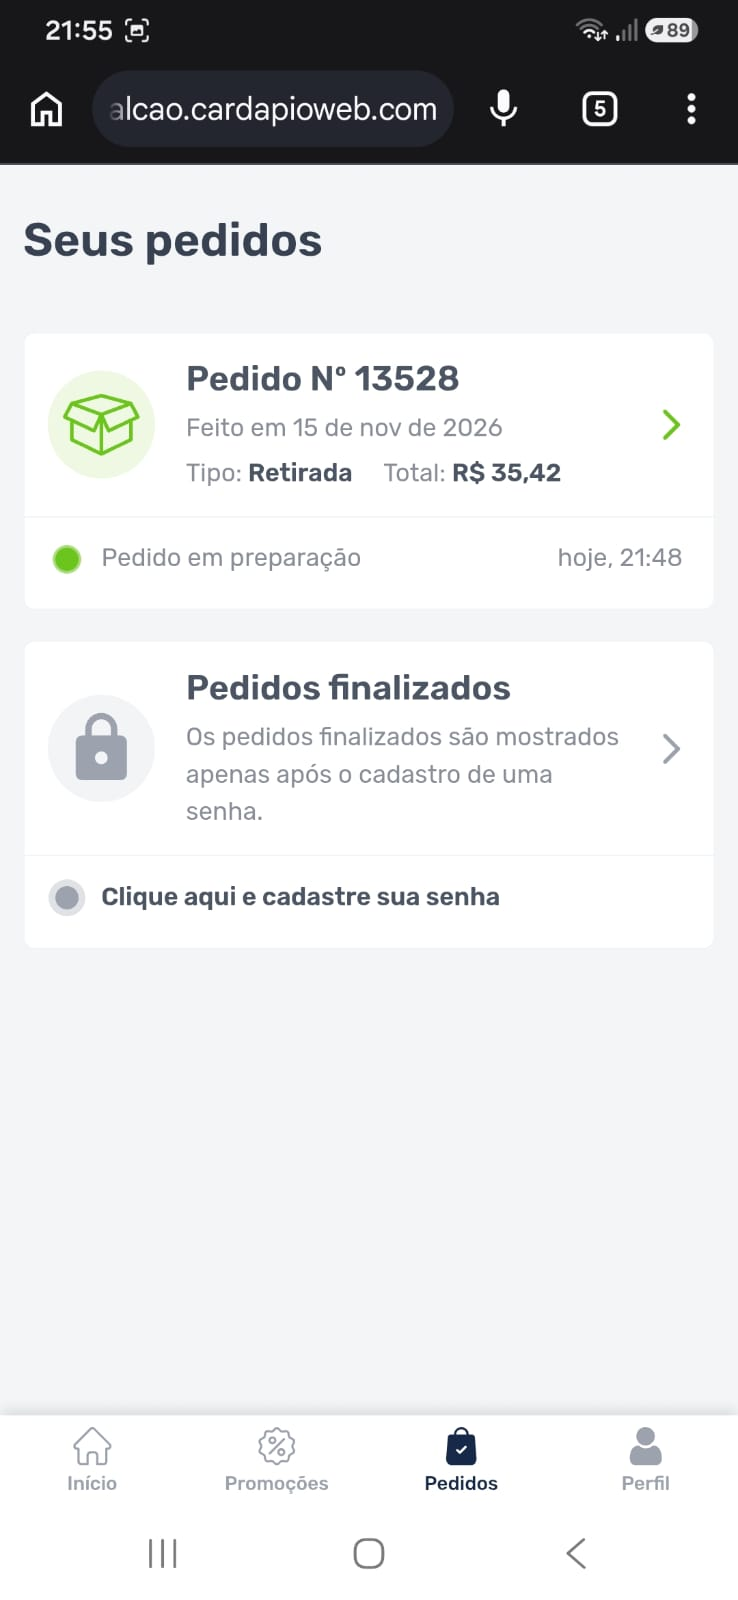 21:55
89
alcao.cardapioweb.com
5
Seus pedidos
Pedido Nº 13528
Feito em 15 de nov de 2026
Tipo: Retirada Total: R$ 35,42
Pedido em preparação hoje, 21:48
Pedidos finalizados
Os pedidos finalizados são mostrados
apenas após o cadastro de uma
senha.
Clique aqui e cadastre sua senha
Início Promoções Pedidos Perfil